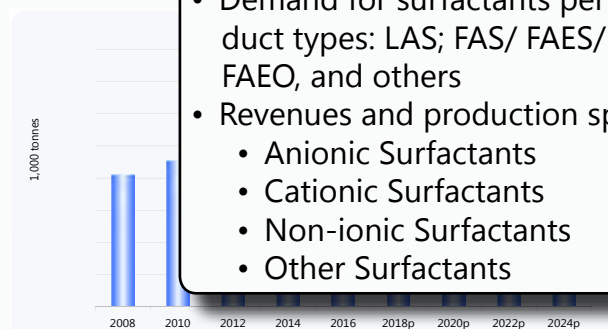 • Demand for surfactants per
duct types: LAS; FAS/ FAES/
FAEO, and others
• Revenues and production sp
• Anionic Surfactants
• Cationic Surfactants
• Non-ionic Surfactants
• Other Surfactants
1,000 tonnes
2008 2010 2012 2014 2016 2018p 2020p 2022p 2024p